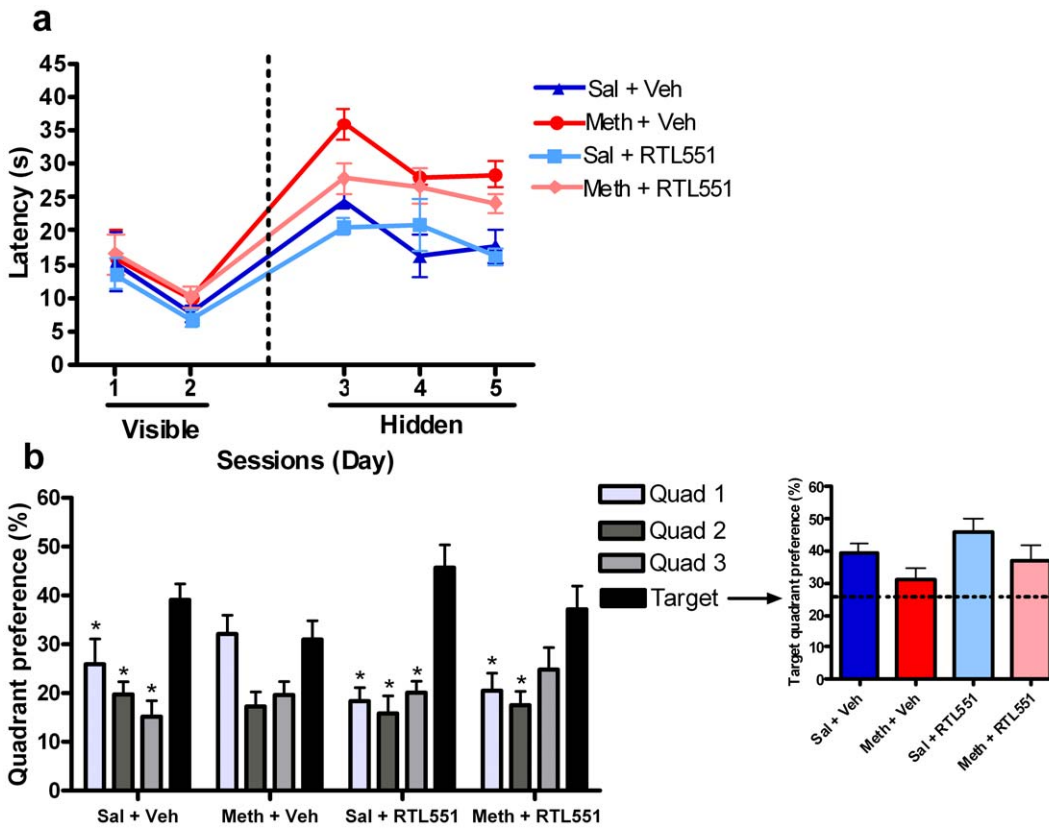 a
45
40
35
30
25
20
15
10
5
0
Latency (s)
1 2 3 4 5
Visible Hidden
Sessions (Day)
Sal + Veh
Meth + Veh
Sal + RTL551
Meth + RTL551
b
60
50
40
30
20
10
0
Quadrant preference (%)
* * *
* * *
* *
Sal + Veh Meth + Veh Sal + RTL551 Meth + RTL551
Quad 1
Quad 2
Quad 3
Target
60
50
40
30
20
10
0
Target quadrant preference (%)
Sal + Veh
Meth + Veh
Sal + RTL551
Meth + RTL551